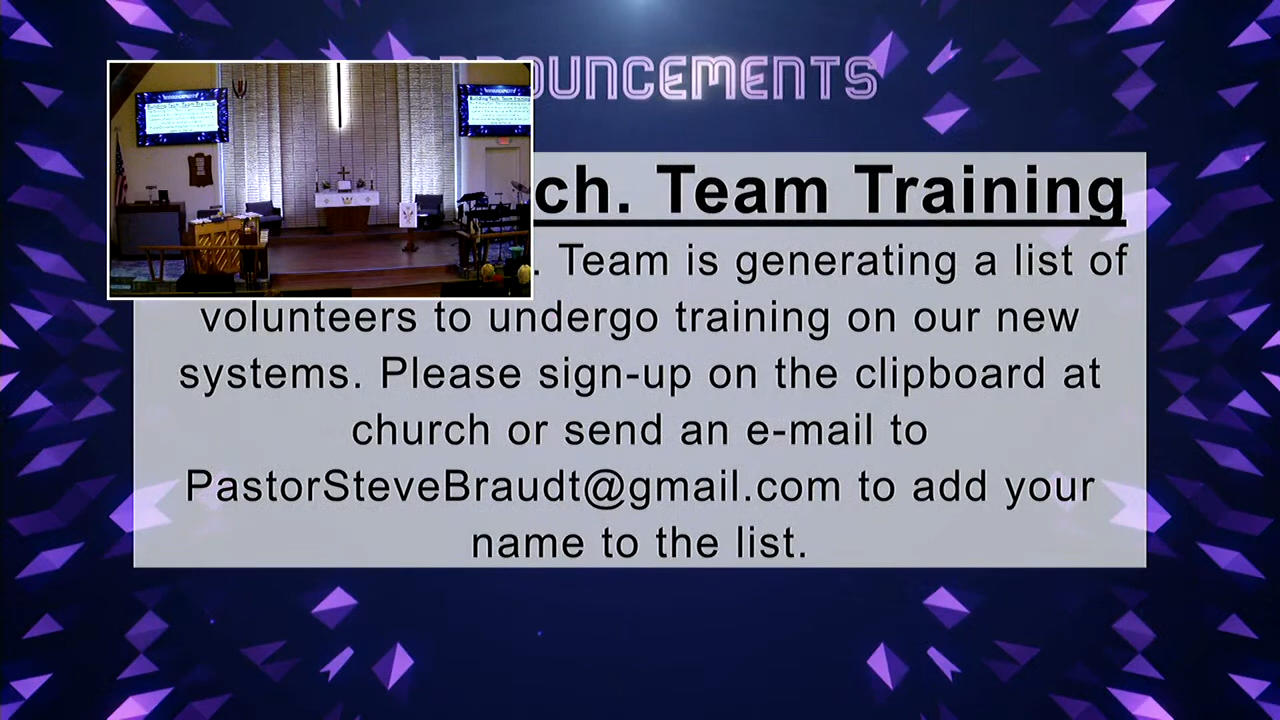 ANNOUNCEMENTS
ch. Team Training
. Team is generating a list of
volunteers to undergo training on our new
systems. Please sign-up on the clipboard at
church or send an e-mail to
PastorSteveBraudt@gmail.com to add your
name to the list.